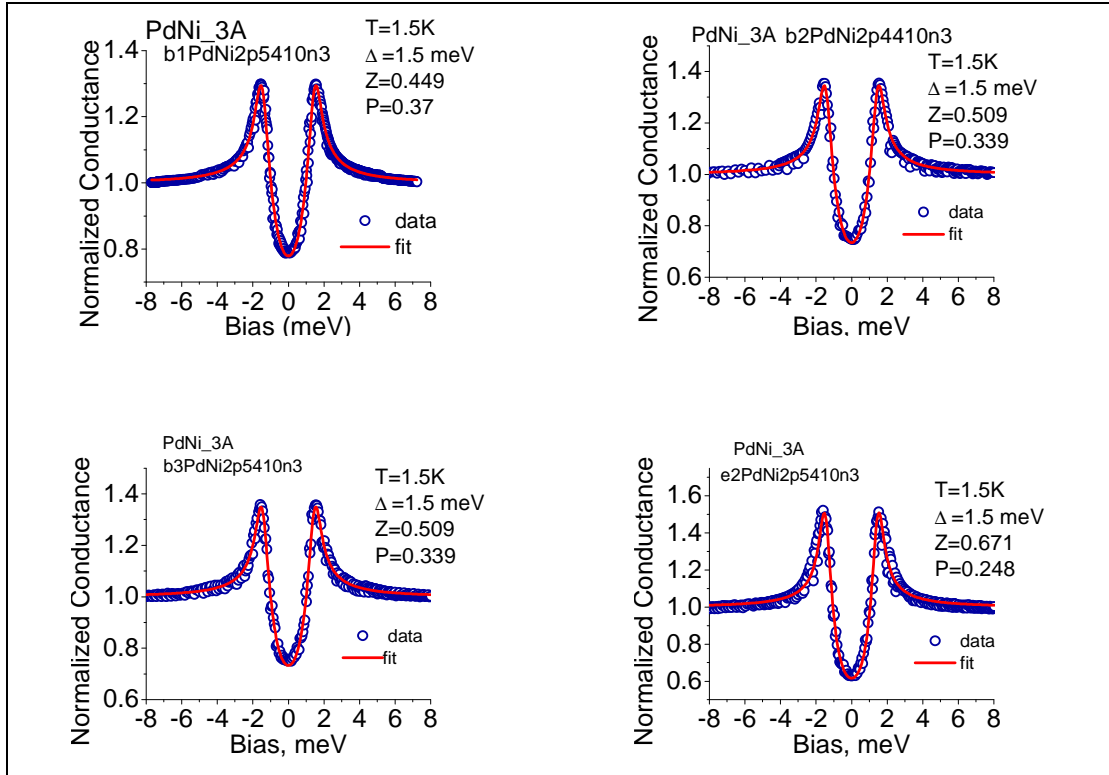 PdNi_3A
b1PdNi2p5410n3
T=1.5K
Δ=1.5 meV
Z=0.449
P=0.37
Normalized Conductance
1.4
1.2
1.0
0.8
data
fit
-8 -6 -4 -2 0 2 4 6 8
Bias (meV)
PdNi_3A b2PdNi2p4410n3
T=1.5K
Δ=1.5 meV
Z=0.509
P=0.339
Normalized Conductance
1.4
1.2
1.0
0.8
0.6
data
fit
-8 -6 -4 -2 0 2 4 6 8
Bias, meV
PdNi_3A
b3PdNi2p5410n3
T=1.5K
Δ=1.5 meV
Z=0.509
P=0.339
Normalized Conductance
1.4
1.2
1.0
0.8
0.6
data
fit
-8 -6 -4 -2 0 2 4 6 8
Bias, meV
PdNi_3A
e2PdNi2p5410n3
T=1.5K
Δ=1.5 meV
Z=0.671
P=0.248
Normalized Conductance
1.6
1.4
1.2
1.0
0.8
0.6
data
fit
-8 -6 -4 -2 0 2 4 6 8
Bias, meV